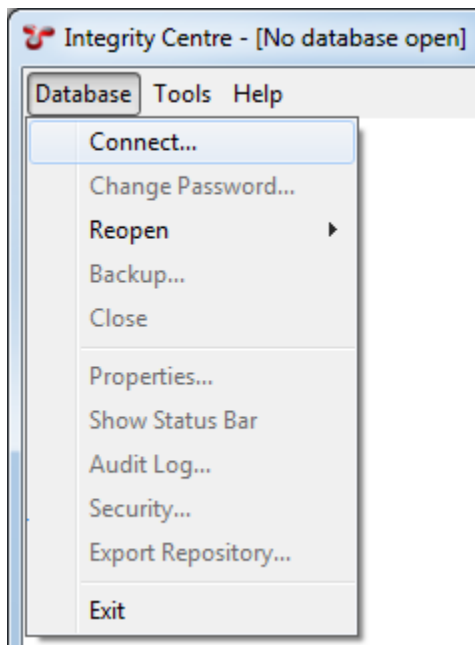 Integrity Centre - [No database open]
Database Tools Help
Connect...
Change Password...
Reopen
Backup...
Close
Properties...
Show Status Bar
Audit Log...
Security...
Export Repository...
Exit